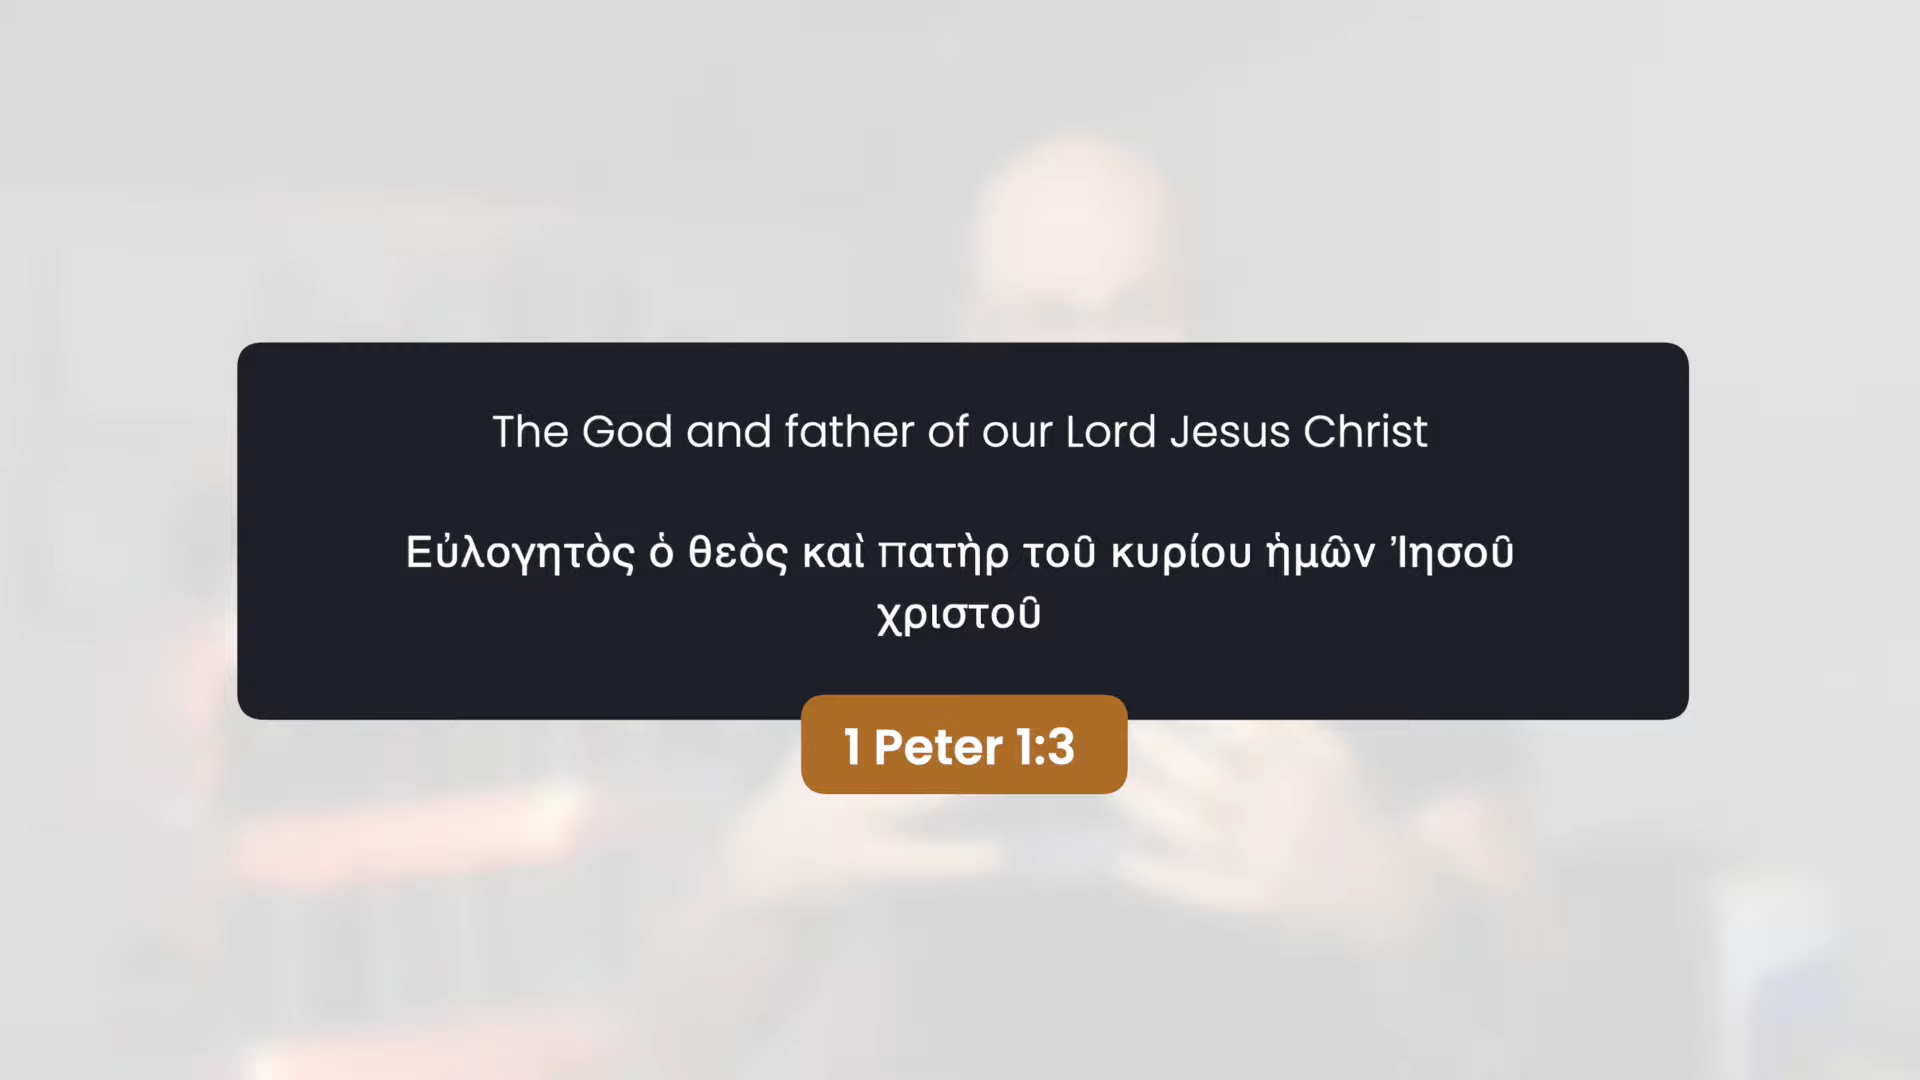 The God and father of our Lord Jesus Christ
Εὐλογητὸς ὁ θεὸς καὶ πατὴρ τοῦ κυρίου ἡμῶν Ἰησοῦ
χριστοῦ
1 Peter 1:3